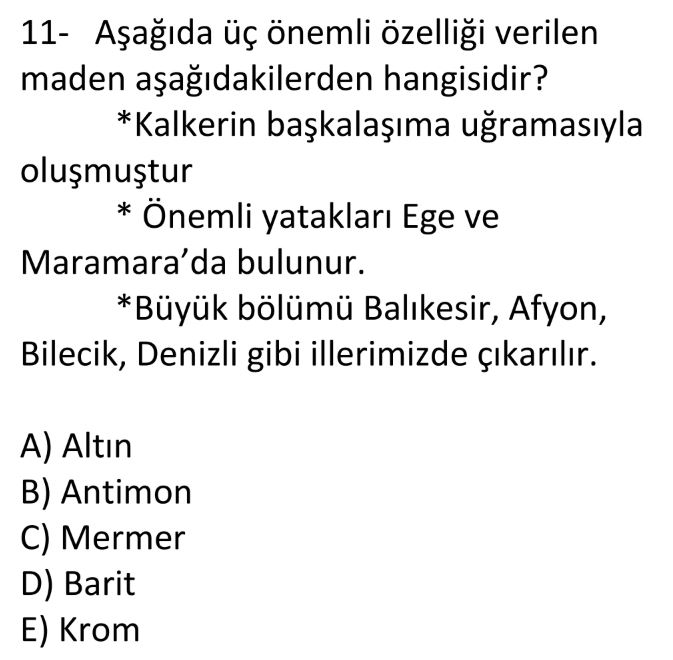 11- Aşağıda üç önemli özelliği verilen
maden aşağıdakilerden hangisidir?
*Kalkerin başkalaşıma uğramasıyla
oluşmuştur
* Önemli yatakları Ege ve
Maramara’da bulunur.
*Büyük bölümü Balıkesir, Afyon,
Bilecik, Denizli gibi illerimizde çıkarılır.
A) Altın
B) Antimon
C) Mermer
D) Barit
E) Krom